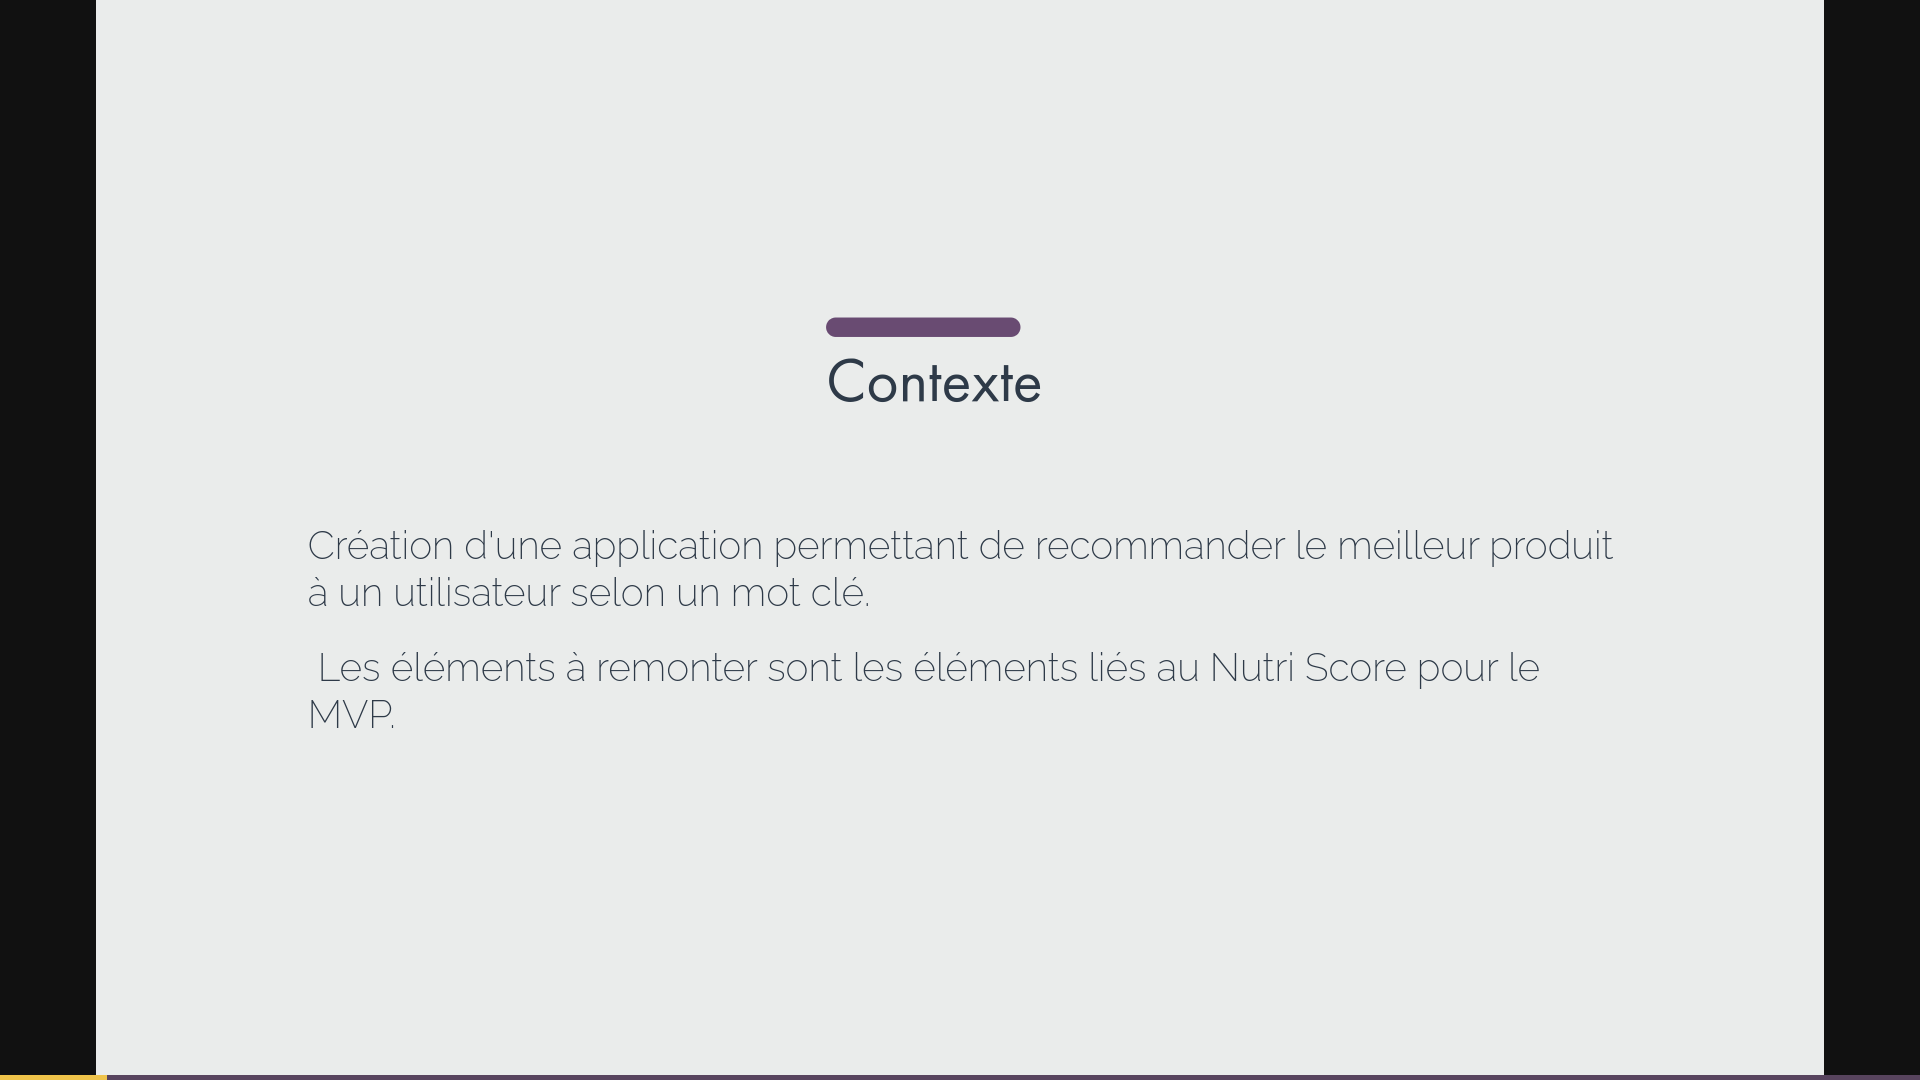 Contexte
Création d'une application permettant de recommander le meilleur produit
à un utilisateur selon un mot clé.
Les éléments à remonter sont les éléments liés au Nutri Score pour le
MVP.